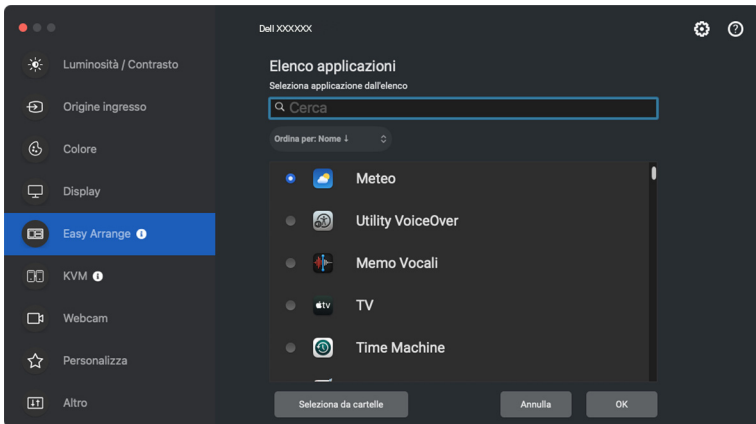 Dell XXXXXX
Luminosità / Contrasto
Origine ingresso
Colore
Display
Easy Arrange
KVM
Webcam
Personalizza
Altro
Elenco applicazioni
Seleziona applicazione dall'elenco
Cerca
Ordina per: Nome ↓
Meteo
Utility VoiceOver
Memo Vocali
tv TV
Time Machine
Seleziona da cartelle
Annulla
OK